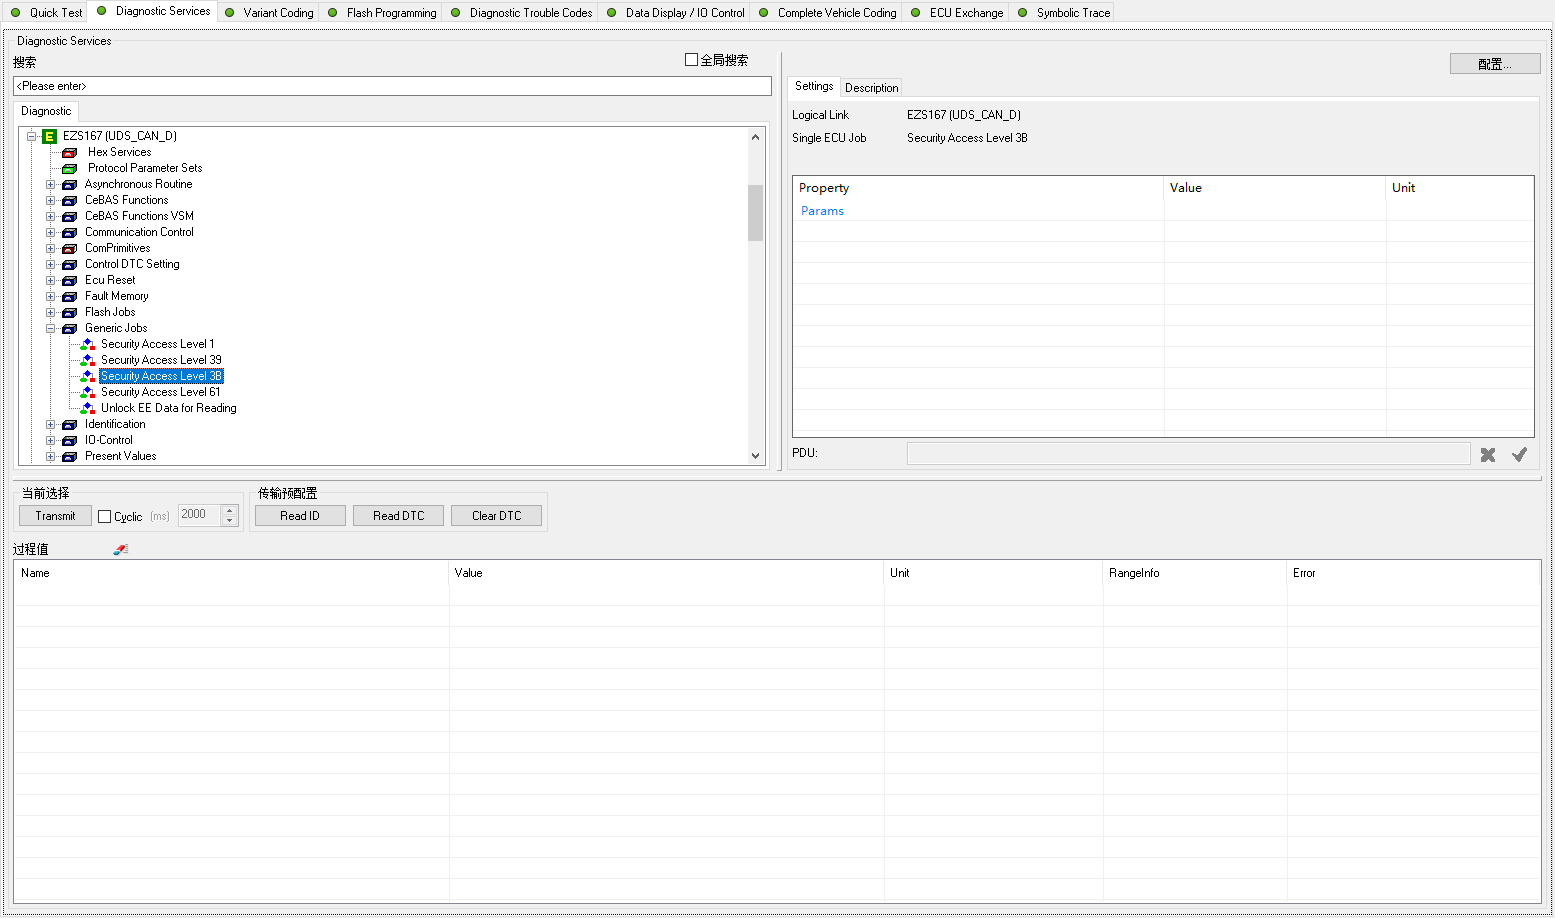 Quick Test Diagnostic Services Variant Coding Flash Programming Diagnostic Trouble Codes Data Display / IO Control Complete Vehicle Coding ECU Exchange Symbolic Trace
Diagnostic Services
搜索
全局搜索
<Please enter>
Diagnostic
E EZS167 (UDS_CAN_D)
Hex Services
Protocol Parameter Sets
Asynchronous Routine
CeBAS Functions
CeBAS Functions VSM
Communication Control
ComPrimitives
Control DTC Setting
Ecu Reset
Fault Memory
Flash Jobs
Generic Jobs
Security Access Level 1
Security Access Level 39
Security Access Level 3B
Security Access Level 61
Unlock EE Data for Reading
Identification
IO-Control
Present Values
配置...
Settings Description
Logical Link EZS167 (UDS_CAN_D)
Single ECU Job Security Access Level 3B
Property Value Unit
Params
PDU:
当前选择
Transmit Cyclic (ms) 2000
传输预配置
Read ID Read DTC Clear DTC
过程值
Name Value Unit RangeInfo Error